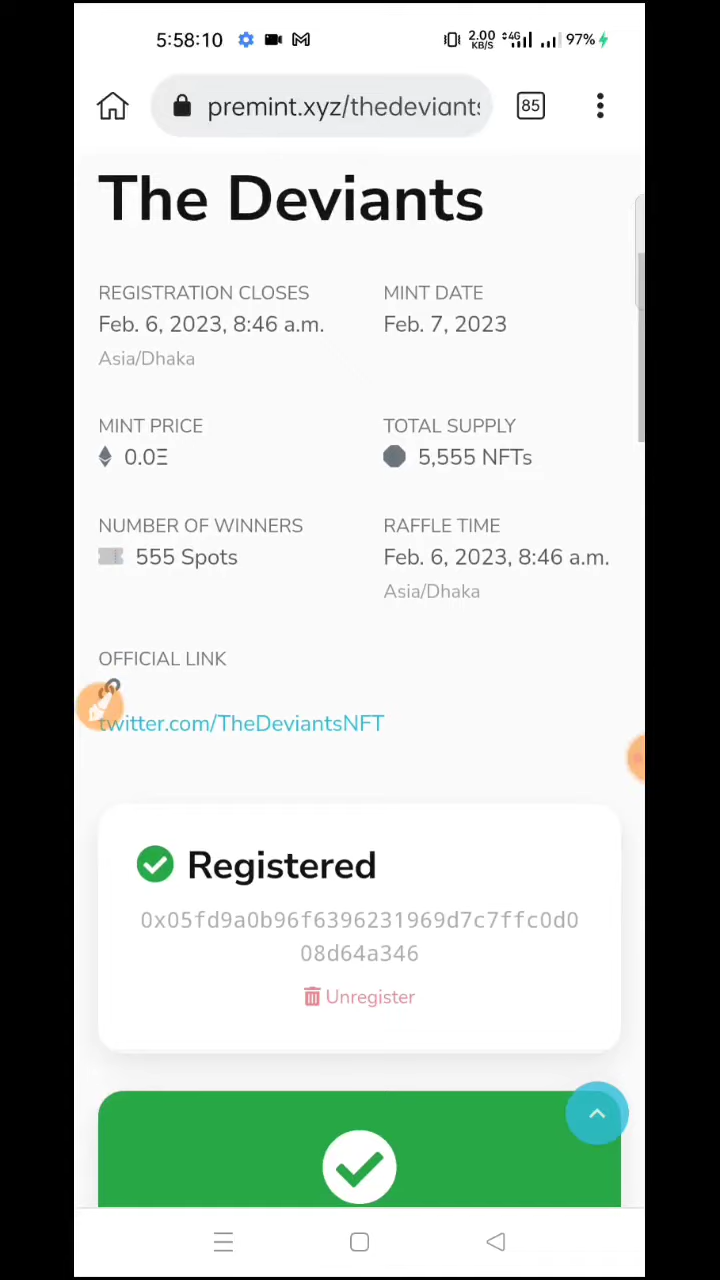 5:58:10 2.00 KB/S 4G 97%
premint.xyz/thedeviants 85
The Deviants
REGISTRATION CLOSES MINT DATE
Feb. 6, 2023, 8:46 a.m. Feb. 7, 2023
Asia/Dhaka
MINT PRICE TOTAL SUPPLY
0.0Ξ 5,555 NFTs
NUMBER OF WINNERS RAFFLE TIME
555 Spots Feb. 6, 2023, 8:46 a.m.
Asia/Dhaka
OFFICIAL LINK
twitter.com/TheDeviantsNFT
Registered
0x05fd9a0b96f6396231969d7c7ffc0d0
08d64a346
Unregister